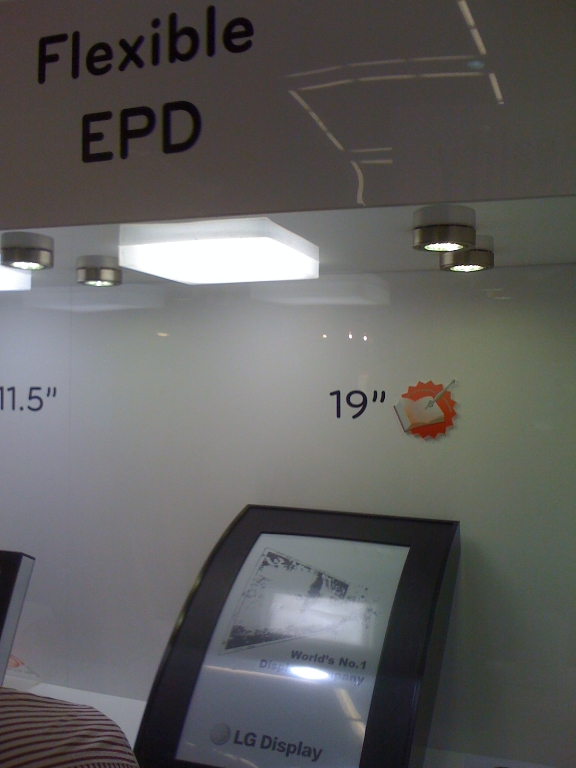 Flexible
EPD
11.5”
19”
World's No.1
LG Display